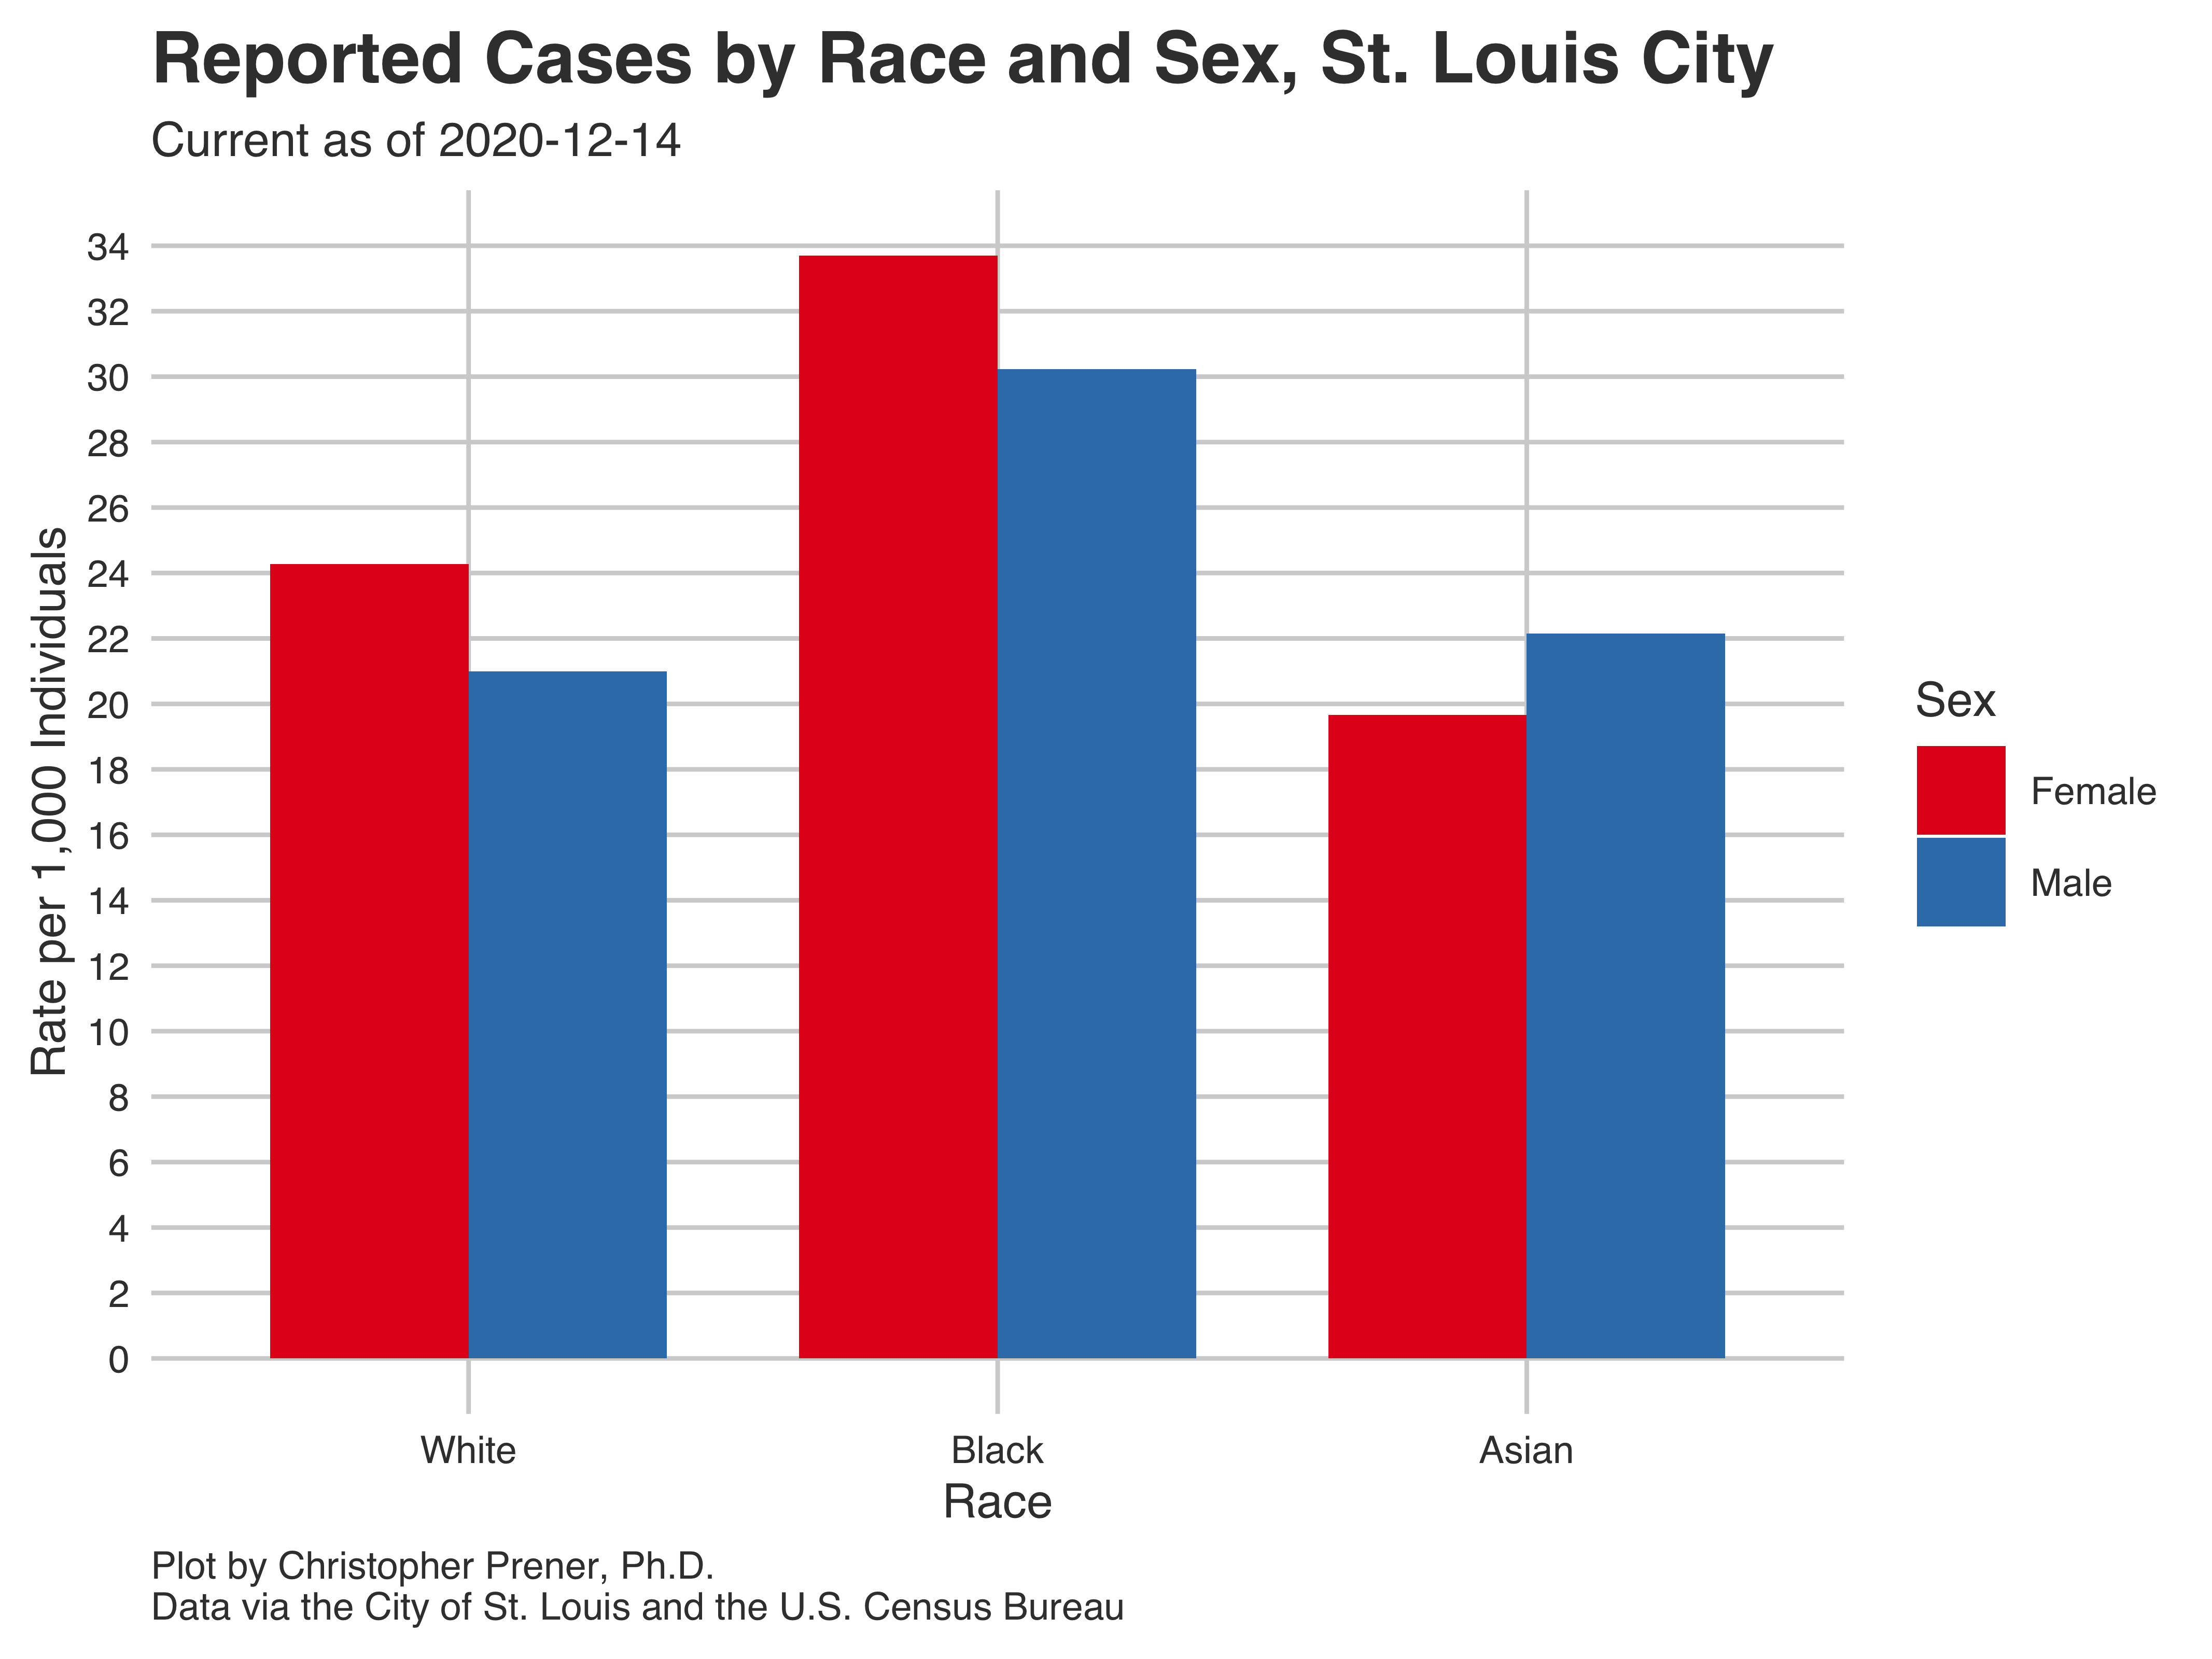 Reported Cases by Race and Sex, St. Louis City
Current as of 2020-12-14
Rate per 1,000 Individuals
34
32
30
28
26
24
22
20
18
16
14
12
10
8
6
4
2
0
White
Black
Asian
Race
Sex
Female
Male
Plot by Christopher Prener, Ph.D.
Data via the City of St. Louis and the U.S. Census Bureau